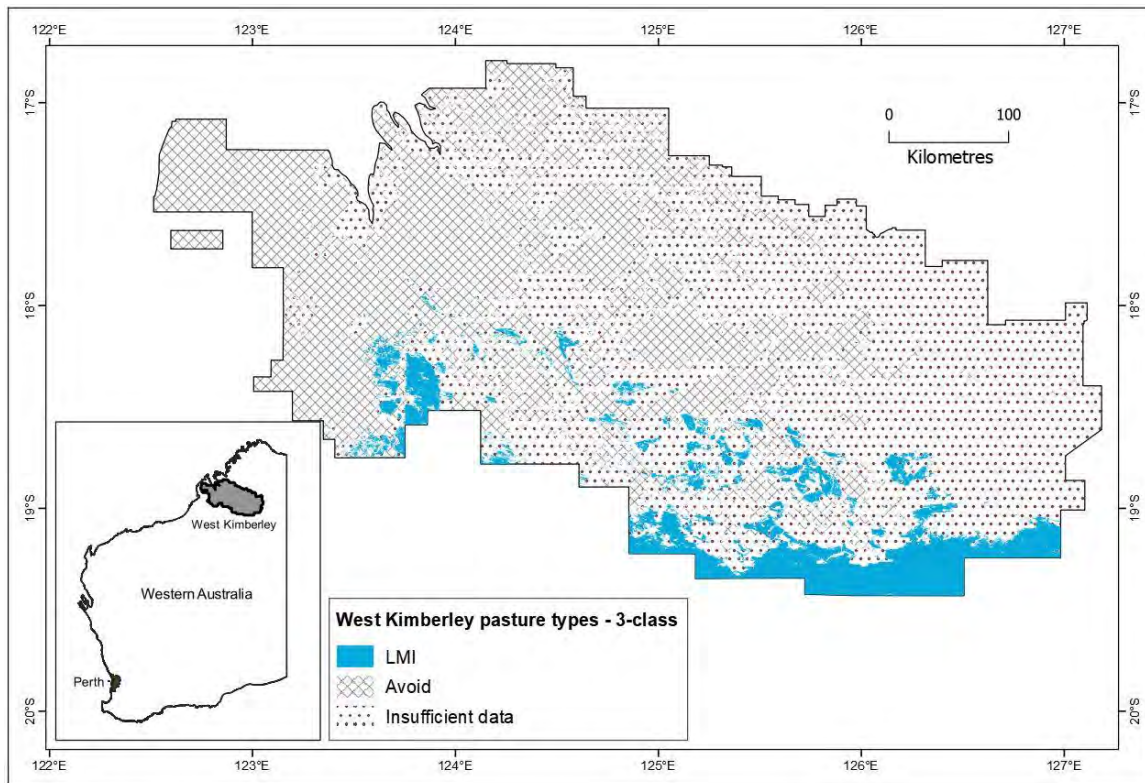 122°E 123°E 124°E 125°E 126°E 127°E
17°S 17°S
0 100
Kilometres
18°S 18°S
19°S 19°S
West Kimberley
Western Australia
Perth
West Kimberley pasture types - 3-class
LMI
Avoid
Insufficient data
20°S 20°S
122°E 123°E 124°E 125°E 126°E 127°E